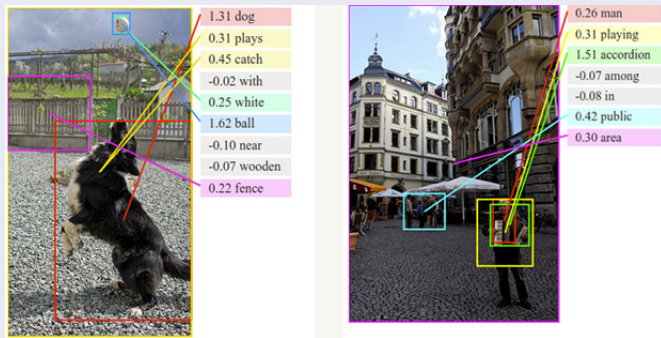 1.31 dog
0.31 plays
0.45 catch
-0.02 with
0.25 white
1.62 ball
-0.10 near
-0.07 wooden
0.22 fence
0.26 man
0.31 playing
1.51 accordion
-0.07 among
-0.08 in
0.42 public
0.30 area